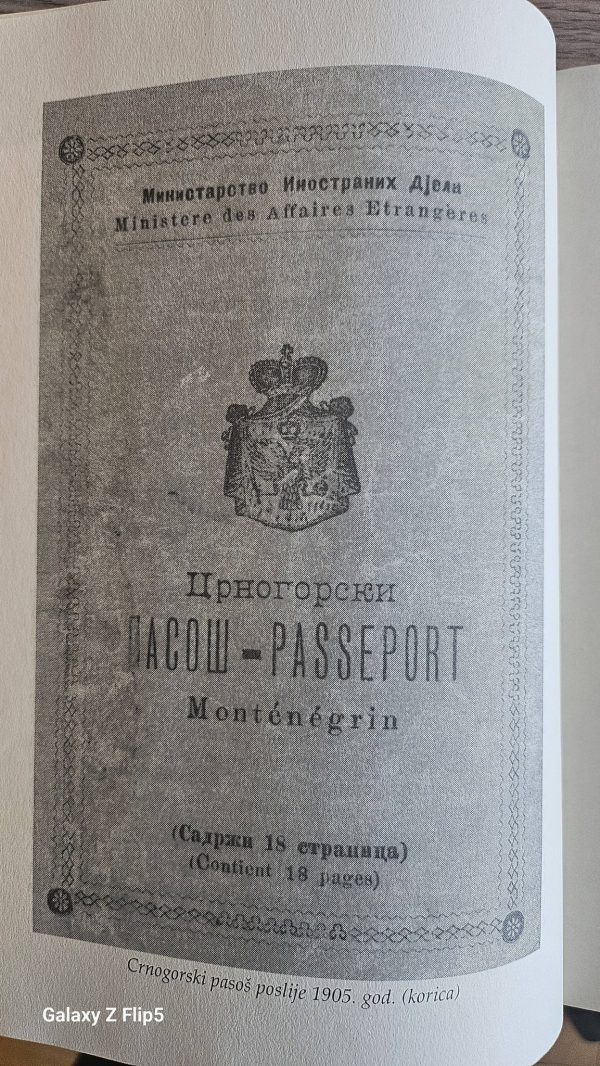 Министарство Иностраних Дјела
Ministere des Affaires Etrangères
Црногорски
ПАСОШ - PASSEPORT
Monténégrin
(Садржи 18 страница)
(Contient 18 pages)
Crnogorski pasoš poslije 1905. god. (korica)
Galaxy Z Flip5